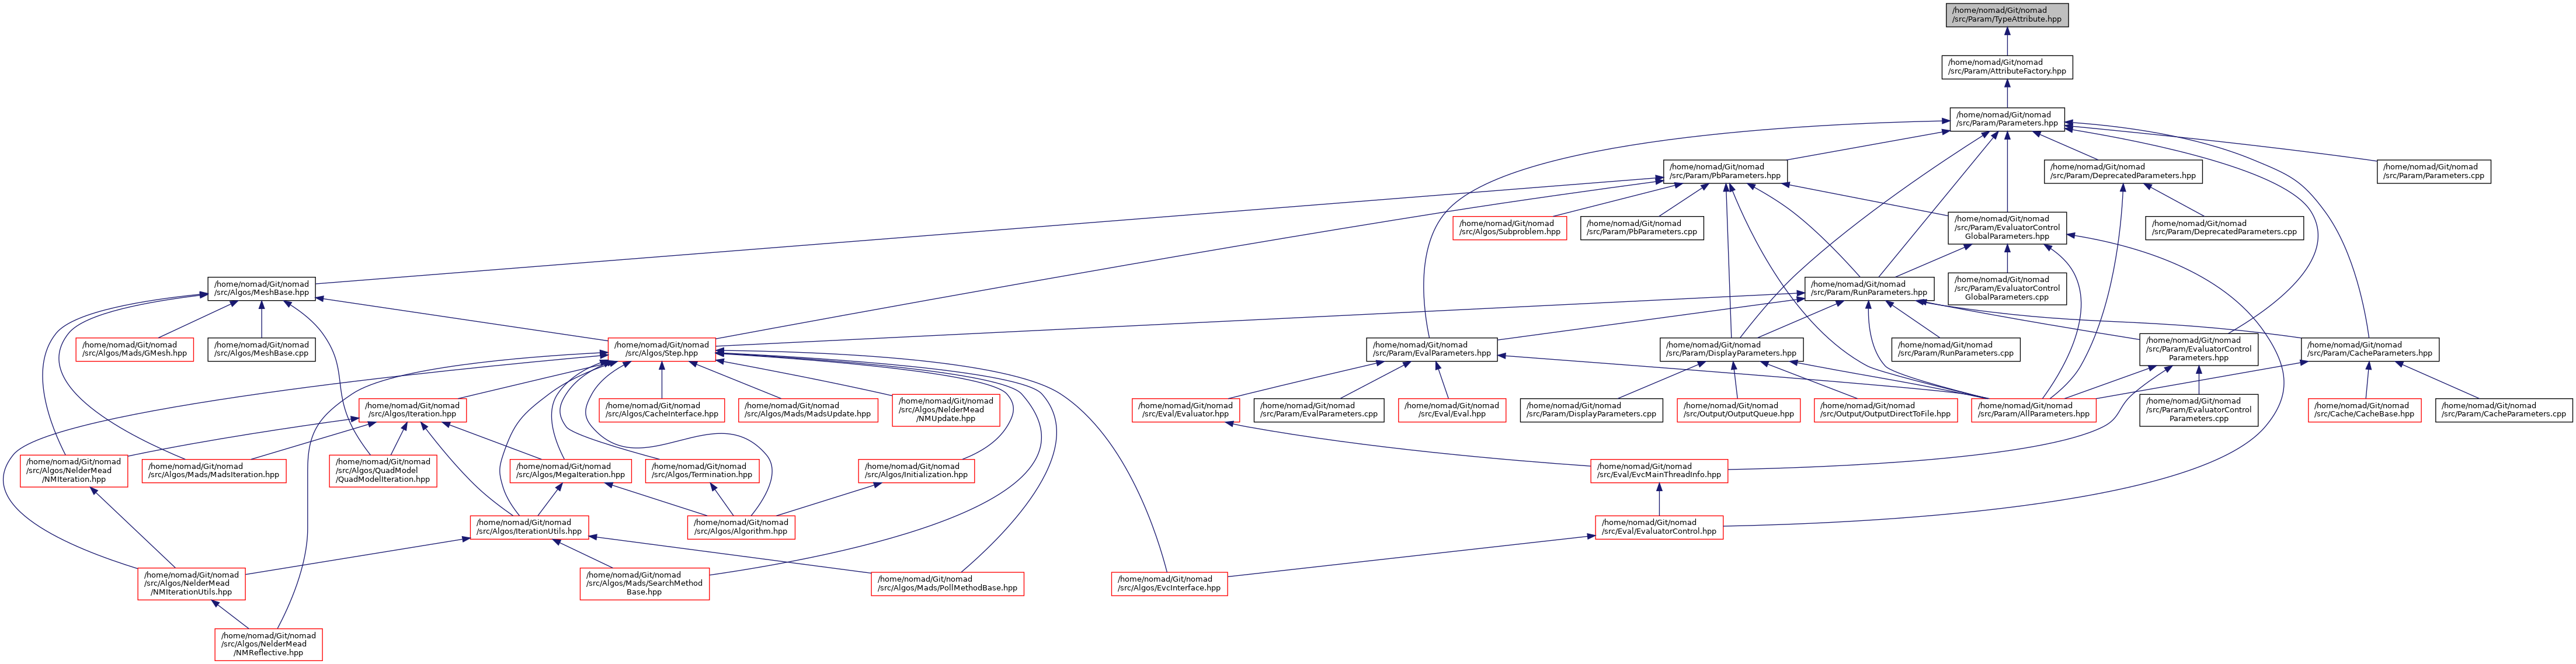 /home/nomad/Git/nomad
/src/Param/TypeAttribute.hpp
/home/nomad/Git/nomad
/src/Param/AttributeFactory.hpp
/home/nomad/Git/nomad
/src/Param/Parameters.hpp
/home/nomad/Git/nomad
/src/Param/PbParameters.hpp
/home/nomad/Git/nomad
/src/Param/DeprecatedParameters.hpp
/home/nomad/Git/nomad
/src/Param/Parameters.cpp
/home/nomad/Git/nomad
/src/Algos/Subproblem.hpp
/home/nomad/Git/nomad
/src/Param/PbParameters.cpp
/home/nomad/Git/nomad
/src/Param/EvaluatorControl
GlobalParameters.hpp
/home/nomad/Git/nomad
/src/Param/DeprecatedParameters.cpp
/home/nomad/Git/nomad
/src/Algos/MeshBase.hpp
/home/nomad/Git/nomad
/src/Param/RunParameters.hpp
/home/nomad/Git/nomad
/src/Param/EvaluatorControl
GlobalParameters.cpp
/home/nomad/Git/nomad
/src/Algos/Mads/GMesh.hpp
/home/nomad/Git/nomad
/src/Algos/MeshBase.cpp
/home/nomad/Git/nomad
/src/Algos/Step.hpp
/home/nomad/Git/nomad
/src/Param/EvalParameters.hpp
/home/nomad/Git/nomad
/src/Param/DisplayParameters.hpp
/home/nomad/Git/nomad
/src/Param/RunParameters.cpp
/home/nomad/Git/nomad
/src/Param/EvaluatorControl
Parameters.hpp
/home/nomad/Git/nomad
/src/Param/CacheParameters.hpp
/home/nomad/Git/nomad
/src/Algos/Iteration.hpp
/home/nomad/Git/nomad
/src/Algos/CacheInterface.hpp
/home/nomad/Git/nomad
/src/Algos/Mads/MadsUpdate.hpp
/home/nomad/Git/nomad
/src/Algos/NelderMead
/NMUpdate.hpp
/home/nomad/Git/nomad
/src/Eval/Evaluator.hpp
/home/nomad/Git/nomad
/src/Param/EvalParameters.cpp
/home/nomad/Git/nomad
/src/Eval/Eval.hpp
/home/nomad/Git/nomad
/src/Param/DisplayParameters.cpp
/home/nomad/Git/nomad
/src/Output/OutputQueue.hpp
/home/nomad/Git/nomad
/src/Output/OutputDirectToFile.hpp
/home/nomad/Git/nomad
/src/Param/AllParameters.hpp
/home/nomad/Git/nomad
/src/Param/EvaluatorControl
Parameters.cpp
/home/nomad/Git/nomad
/src/Cache/CacheBase.hpp
/home/nomad/Git/nomad
/src/Param/CacheParameters.cpp
/home/nomad/Git/nomad
/src/Algos/NelderMead
/NMIteration.hpp
/home/nomad/Git/nomad
/src/Algos/Mads/MadsIteration.hpp
/home/nomad/Git/nomad
/src/Algos/QuadModel
/QuadModelIteration.hpp
/home/nomad/Git/nomad
/src/Algos/MegaIteration.hpp
/home/nomad/Git/nomad
/src/Algos/Termination.hpp
/home/nomad/Git/nomad
/src/Algos/Initialization.hpp
/home/nomad/Git/nomad
/src/Eval/EvcMainThreadInfo.hpp
/home/nomad/Git/nomad
/src/Algos/IterationUtils.hpp
/home/nomad/Git/nomad
/src/Algos/Algorithm.hpp
/home/nomad/Git/nomad
/src/Eval/EvaluatorControl.hpp
/home/nomad/Git/nomad
/src/Algos/NelderMead
/NMIterationUtils.hpp
/home/nomad/Git/nomad
/src/Algos/Mads/SearchMethod
Base.hpp
/home/nomad/Git/nomad
/src/Algos/Mads/PollMethodBase.hpp
/home/nomad/Git/nomad
/src/Algos/EvcInterface.hpp
/home/nomad/Git/nomad
/src/Algos/NelderMead
/NMReflective.hpp